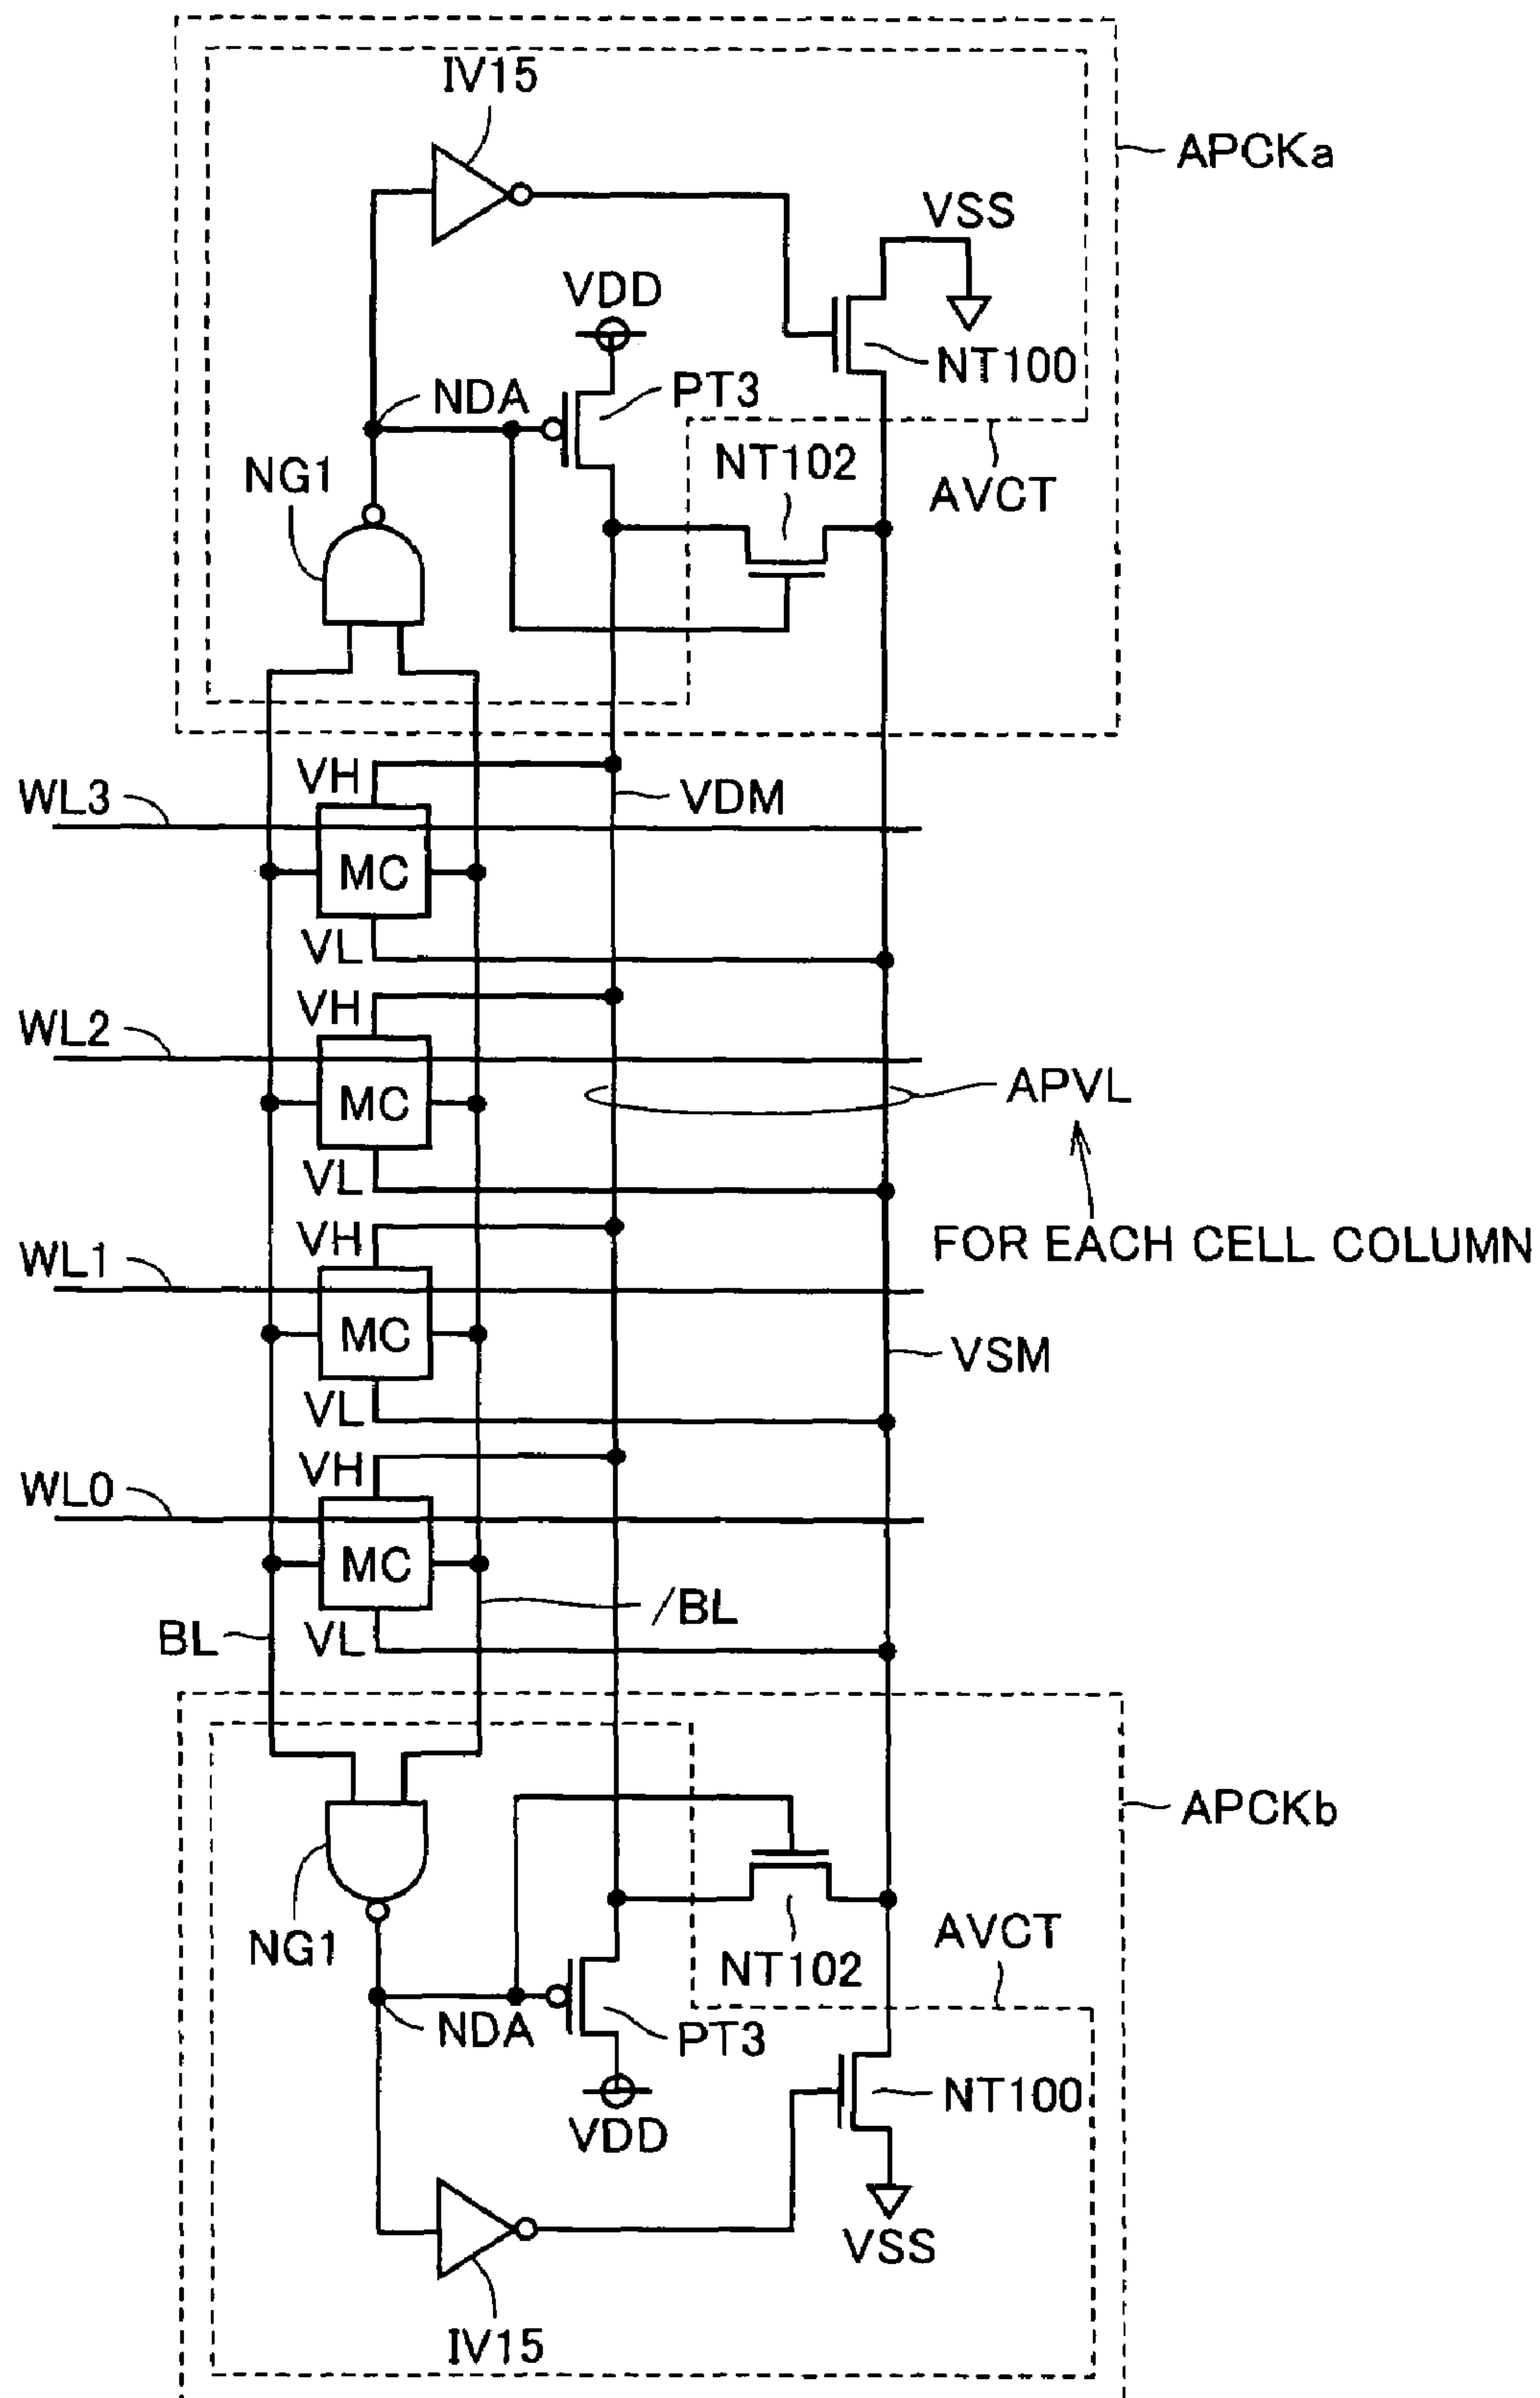 IV15
APCKa
VSS
VDD
NT100
PT3
NDA
NT102
NG1
AVCT
VH
VDM
WL3
MC
VL
VH
WL2
MC
APVL
VL
VH
FOR EACH CELL COLUMN
WL1
MC
VSM
VL
VH
WL0
MC
/BL
BL
VL
APCKb
AVCT
NG1
NT102
NDA
PT3
NT100
VDD
VSS
IV15